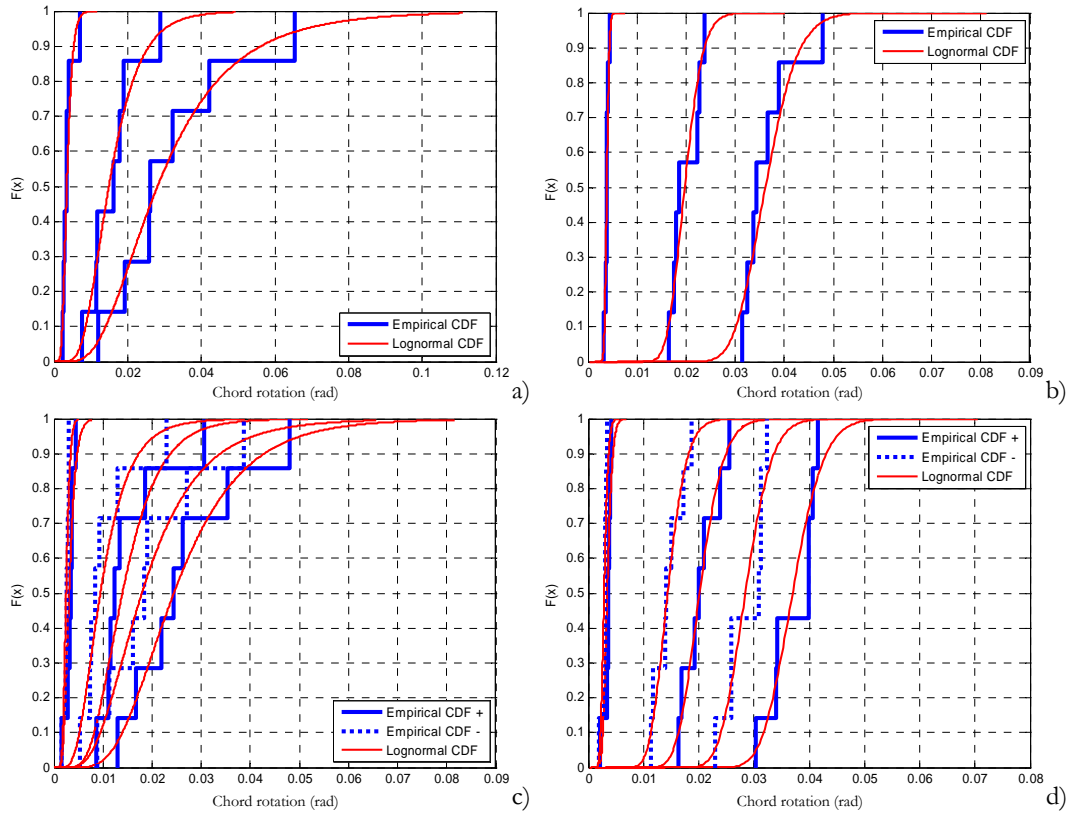 1
0.9
0.8
0.7
0.6
0.5
0.4
0.3
0.2
0.1
0
F(x)
0 0.02 0.04 0.06 0.08 0.1 0.12
Chord rotation (rad)
Empirical CDF
Lognormal CDF
a)
1
0.9
0.8
0.7
0.6
0.5
0.4
0.3
0.2
0.1
0
F(x)
0 0.01 0.02 0.03 0.04 0.05 0.06 0.07 0.08 0.09
Chord rotation (rad)
Empirical CDF
Lognormal CDF
b)
1
0.9
0.8
0.7
0.6
0.5
0.4
0.3
0.2
0.1
0
F(x)
0 0.01 0.02 0.03 0.04 0.05 0.06 0.07 0.08 0.09
Chord rotation (rad)
Empirical CDF +
Empirical CDF -
Lognormal CDF
c)
1
0.9
0.8
0.7
0.6
0.5
0.4
0.3
0.2
0.1
0
F(x)
0 0.01 0.02 0.03 0.04 0.05 0.06 0.07 0.08
Chord rotation (rad)
Empirical CDF +
Empirical CDF -
Lognormal CDF
d)